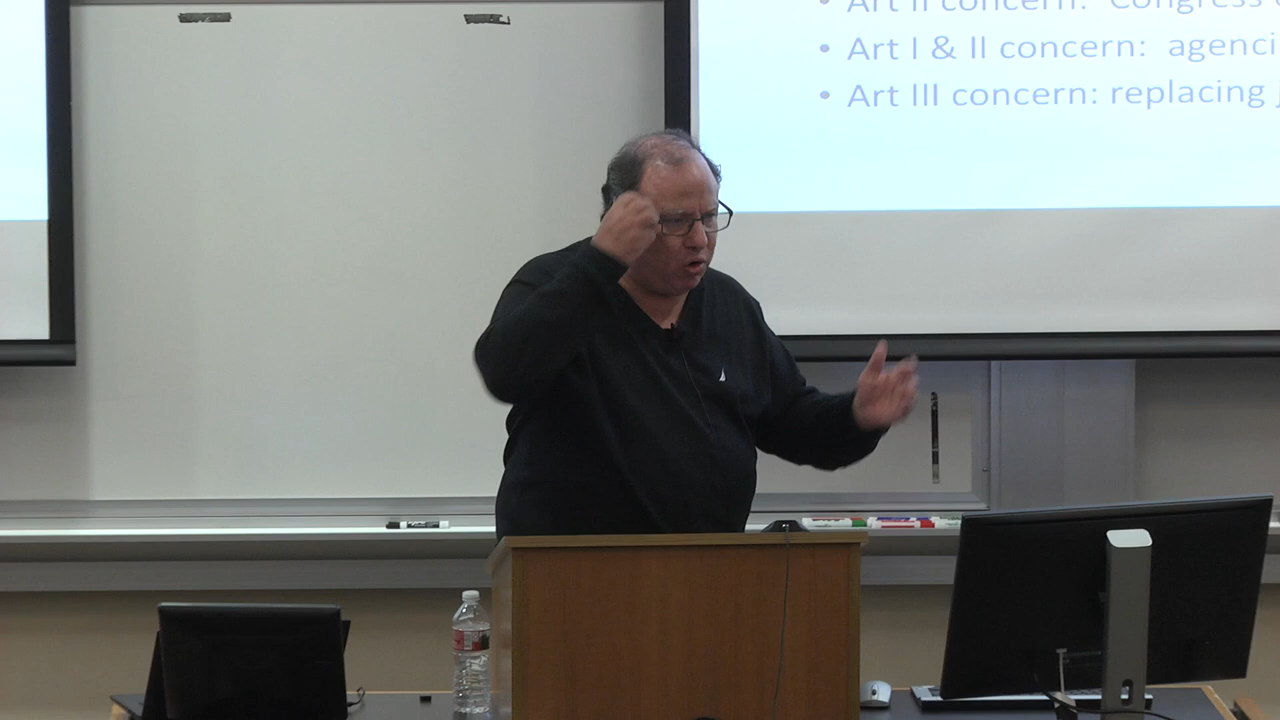 • Art II concern: Congress
• Art I & II concern: agenci
• Art III concern: replacing